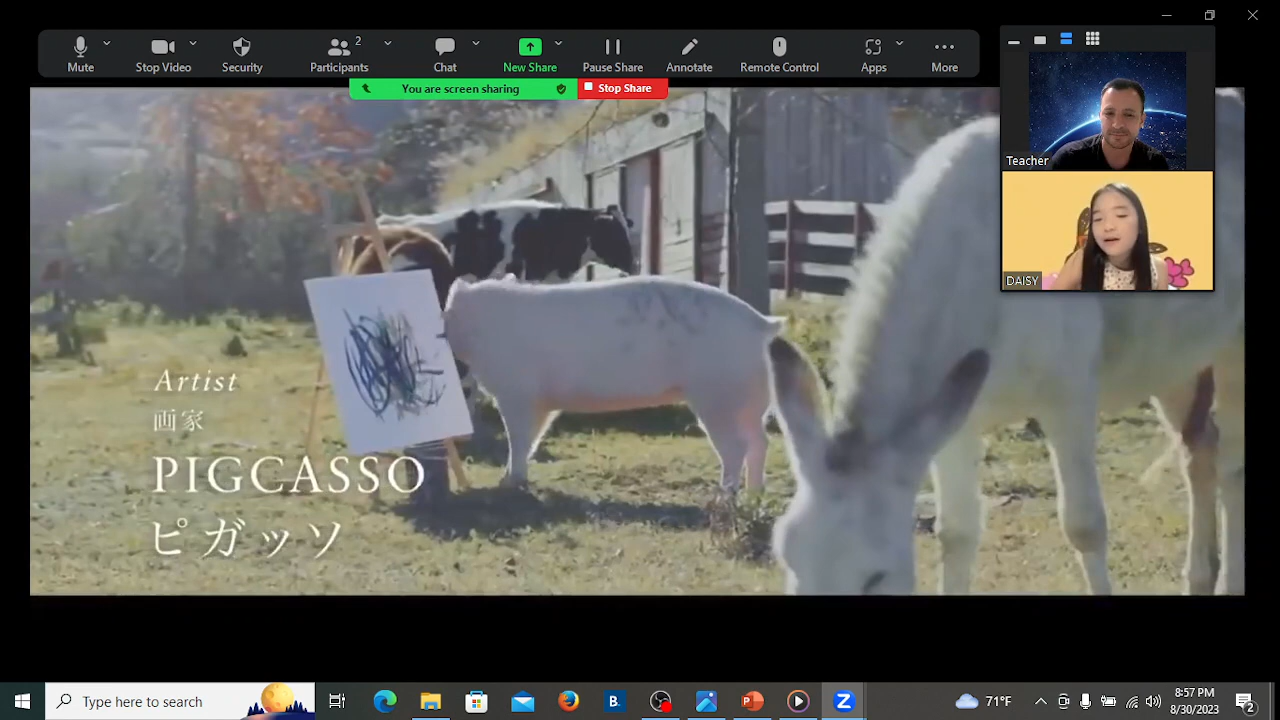 2
Mute
Stop Video
Security
Participants
Chat
New Share
Pause Share
Annotate
Remote Control
Apps
More
You are screen sharing
Stop Share
Teacher
DAISY
Artist
画家
PIGCASSO
ピガッソ
Type here to search
B.
P
71°F
8:57 PM
8/30/2023
2